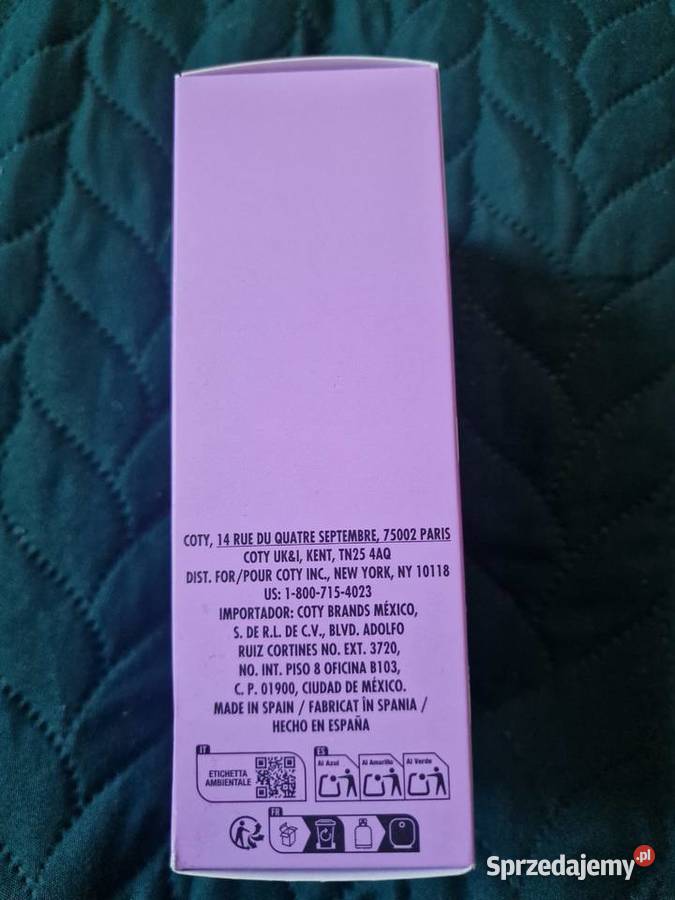 COTY, 14 RUE DU QUATRE SEPTEMBRE, 75002 PARIS
COTY UK&I, KENT, TN25 4AQ
DIST. FOR/POUR COTY INC., NEW YORK, NY 10118
US: 1-800-715-4023
IMPORTADOR: COTY BRANDS MÉXICO,
S. DE R.L. DE C.V., BLVD. ADOLFO
RUIZ CORTINES NO. EXT. 3720,
NO. INT. PISO 8 OFICINA B103,
C. P. 01900, CIUDAD DE MÉXICO.
MADE IN SPAIN / FABRICAT ÎN SPANIA /
HECHO EN ESPAÑA
IT
ETICHETTA
AMBIENTALE
ES
Al Azul
Al Amarillo
Al Verde
FR
Sprzedajemy.pl